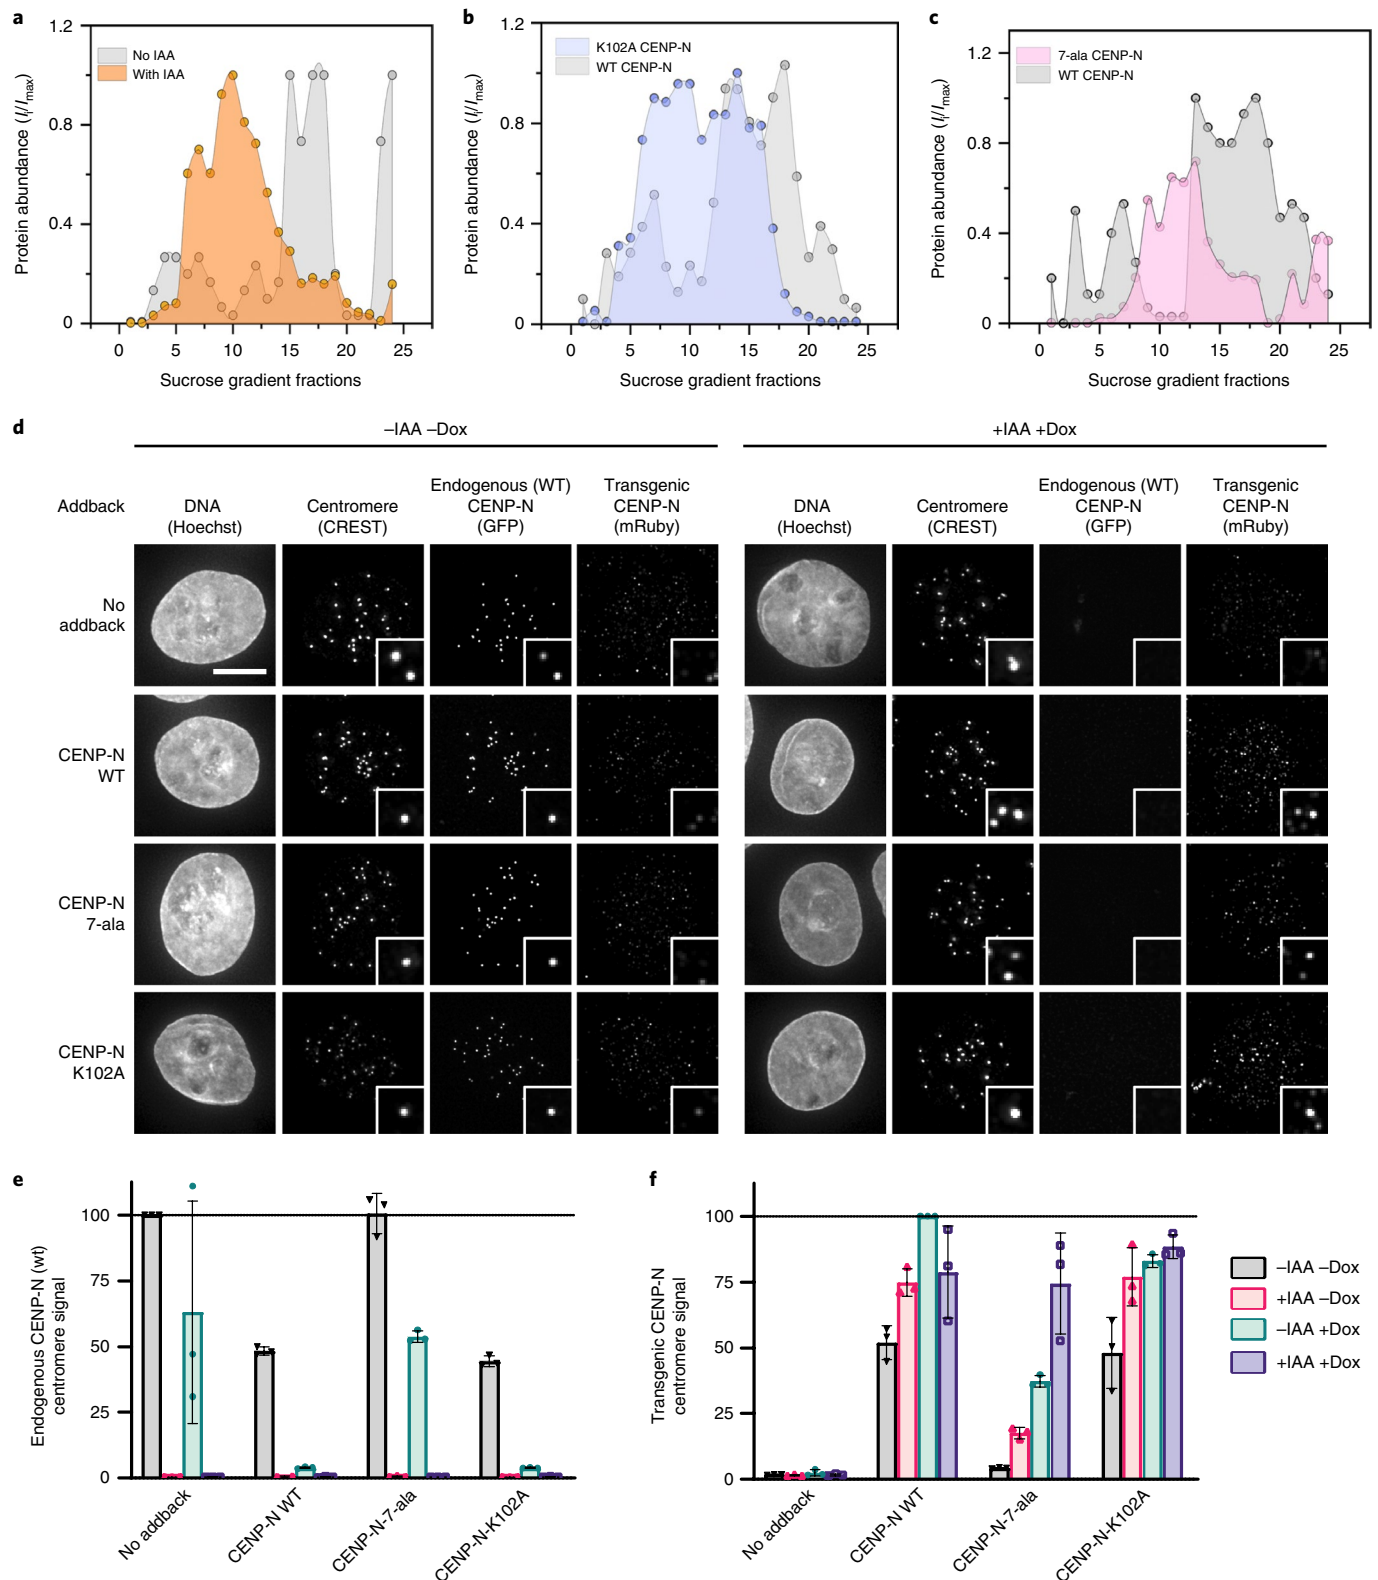 a
1.2
0.8
0.4
0
Protein abundance (I/Imax)
No IAA
With IAA
0 5 10 15 20 25
Sucrose gradient fractions
b
1.2
0.8
0.4
0
Protein abundance (Ii/Imax)
K102A CENP-N
WT CENP-N
0 5 10 15 20 25
Sucrose gradient fractions
c
1.2
0.8
0.4
0
Protein abundance (Ii/Imax)
7-ala CENP-N
WT CENP-N
0 5 10 15 20 25
Sucrose gradient fractions
d
–IAA –Dox
+IAA +Dox
Addback
DNA
(Hoechst)
Centromere
(CREST)
Endogenous (WT)
CENP-N
(GFP)
Transgenic
CENP-N
(mRuby)
DNA
(Hoechst)
Centromere
(CREST)
Endogenous (WT)
CENP-N
(GFP)
Transgenic
CENP-N
(mRuby)
No
addback
CENP-N
WT
CENP-N
7-ala
CENP-N
K102A
e
100
75
50
25
0
Endogenous CENP-N (wt)
centromere signal
No addback
CENP-N WT
CENP-N-7-ala
CENP-N-K102A
f
100
75
50
25
0
Transgenic CENP-N
centromere signal
No addback
CENP-N WT
CENP-N-7-ala
CENP-N-K102A
–IAA –Dox
+IAA –Dox
–IAA +Dox
+IAA +Dox